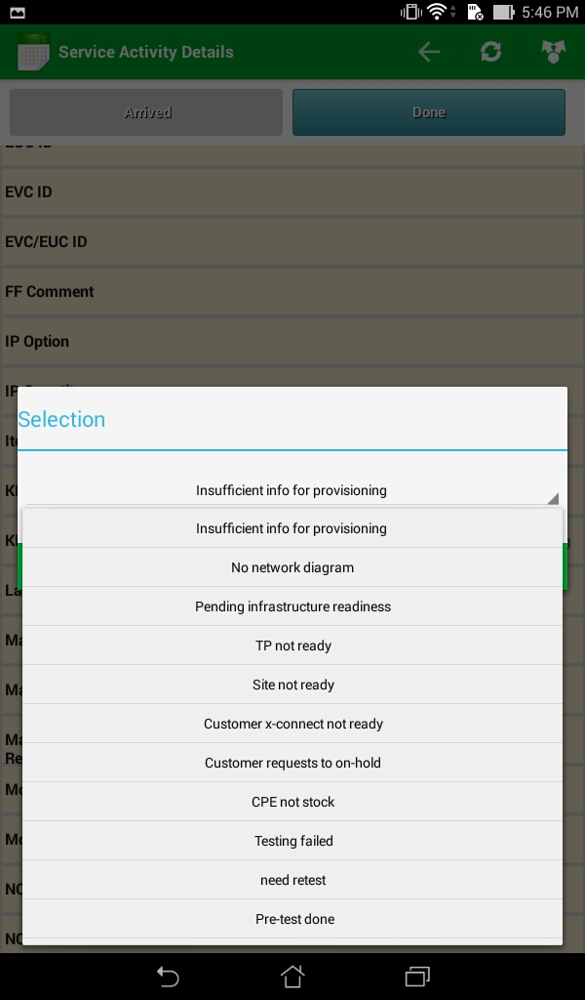 5:46 PM
Service Activity Details
Arrived
Done
EVC ID
EVC/EUC ID
FF Comment
IP Option
Selection
Insufficient info for provisioning
Insufficient info for provisioning
No network diagram
Pending infrastructure readiness
TP not ready
Site not ready
Customer x-connect not ready
Customer requests to on-hold
CPE not stock
Testing failed
need retest
Pre-test done